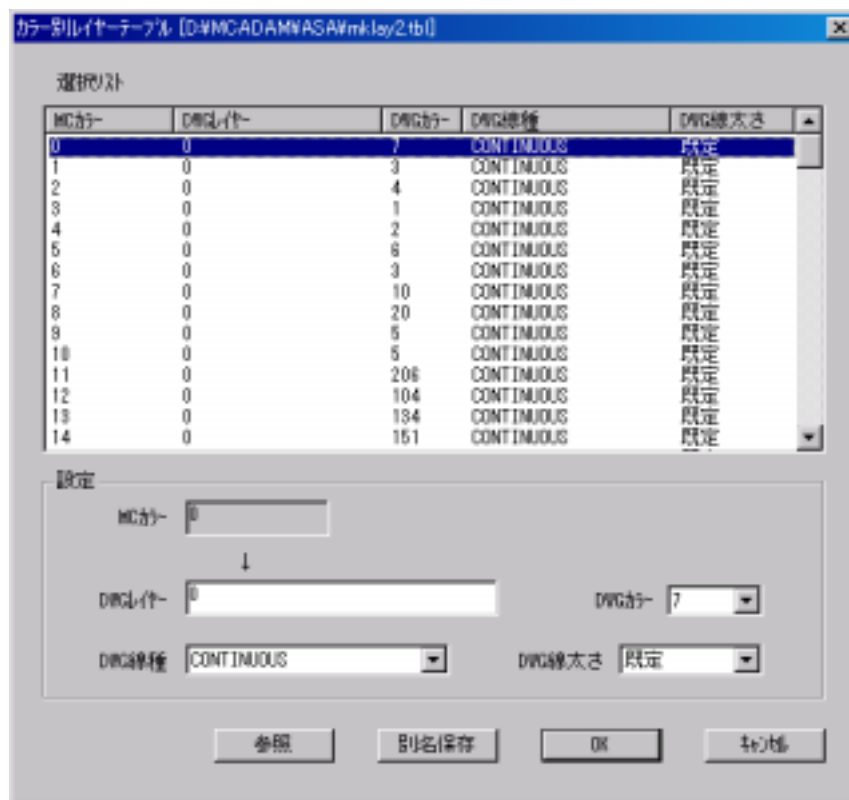 ｶﾗｰ別ﾚｲﾔｰﾃｰﾌﾞﾙ [D:¥MCADAM¥ASA¥mklay2.tbl]
選択ﾘｽﾄ
MCｶﾗｰ DWGﾚｲﾔｰ DWGｶﾗｰ DWG線種 DWG線太さ
0 0 7 CONTINUOUS 既定
1 0 3 CONTINUOUS 既定
2 0 4 CONTINUOUS 既定
3 0 1 CONTINUOUS 既定
4 0 2 CONTINUOUS 既定
5 0 6 CONTINUOUS 既定
6 0 3 CONTINUOUS 既定
7 0 10 CONTINUOUS 既定
8 0 20 CONTINUOUS 既定
9 0 5 CONTINUOUS 既定
10 0 5 CONTINUOUS 既定
11 0 206 CONTINUOUS 既定
12 0 104 CONTINUOUS 既定
13 0 134 CONTINUOUS 既定
14 0 151 CONTINUOUS 既定
設定
MCｶﾗｰ 0
↓
DWGﾚｲﾔｰ 0 DWGｶﾗｰ 7
DWG線種 CONTINUOUS DWG線太さ 既定
参照 別名保存 OK ｷｬﾝｾﾙ